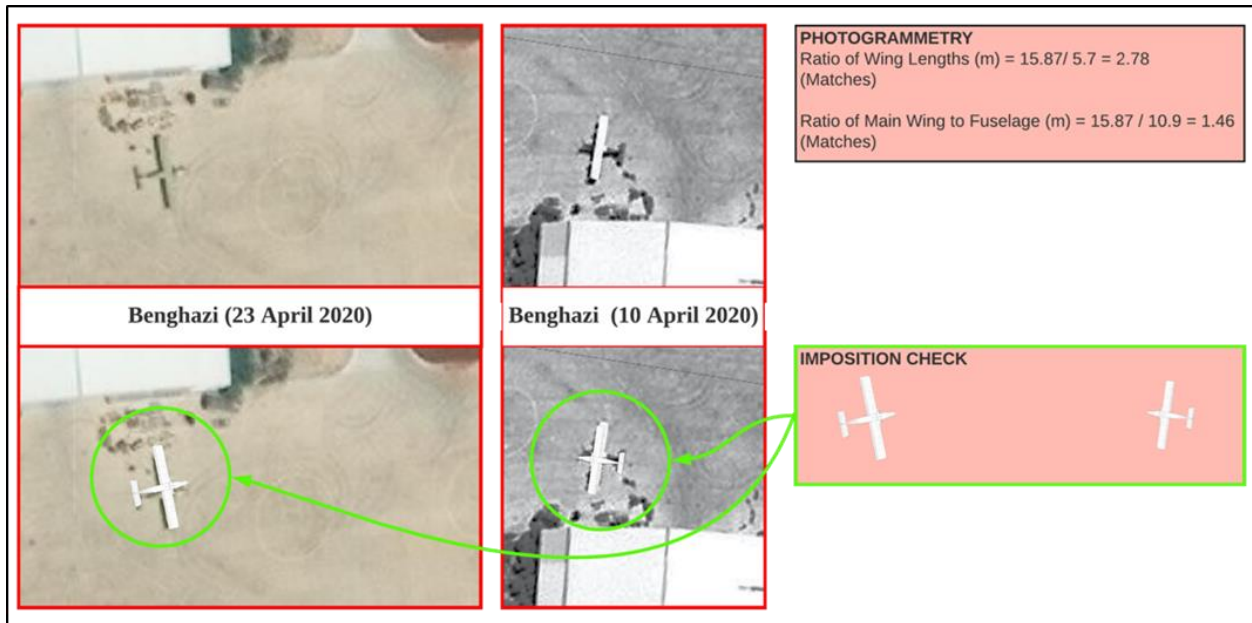 PHOTOGRAMMETRY
Ratio of Wing Lengths (m) = 15.87/ 5.7 = 2.78
(Matches)
Ratio of Main Wing to Fuselage (m) = 15.87 / 10.9 = 1.46
(Matches)
Benghazi (23 April 2020)
Benghazi (10 April 2020)
IMPOSITION CHECK